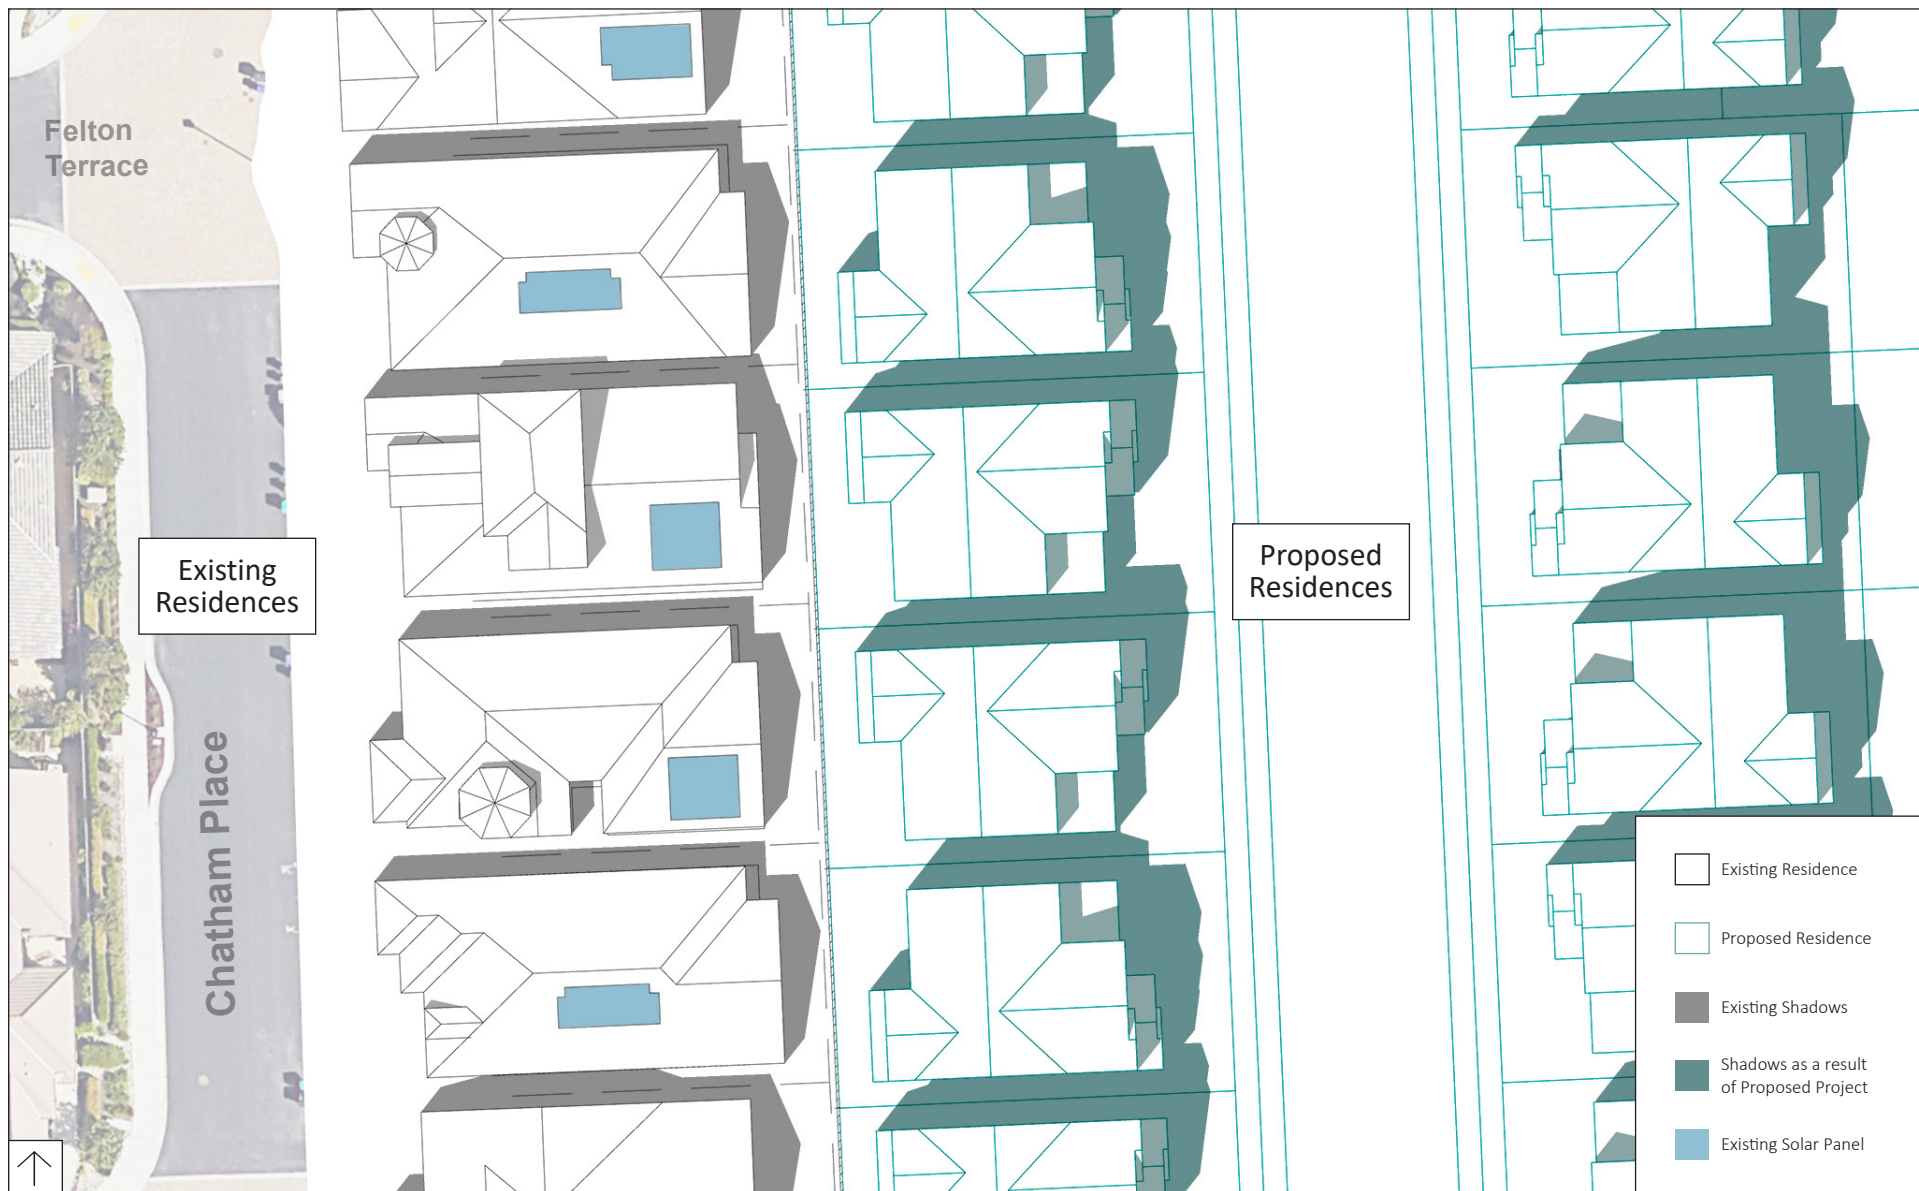 Felton
Terrace
Existing
Residences
Chatham Place
Proposed
Residences
Existing Residence
Proposed Residence
Existing Shadows
Shadows as a result
of Proposed Project
Existing Solar Panel